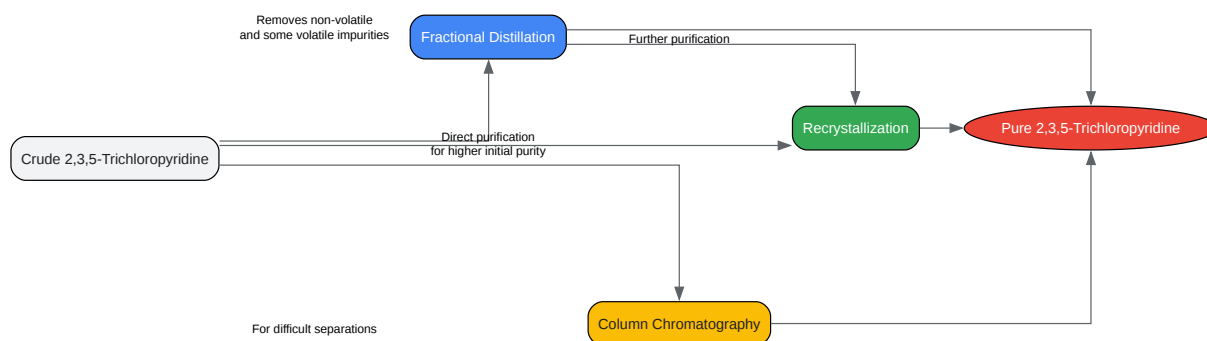 Removes non-volatile
and some volatile impurities
Fractional Distillation
Further purification
Recrystallization
Pure 2,3,5-Trichloropyridine
Direct purification
for higher initial purity
Crude 2,3,5-Trichloropyridine
Column Chromatography
For difficult separations